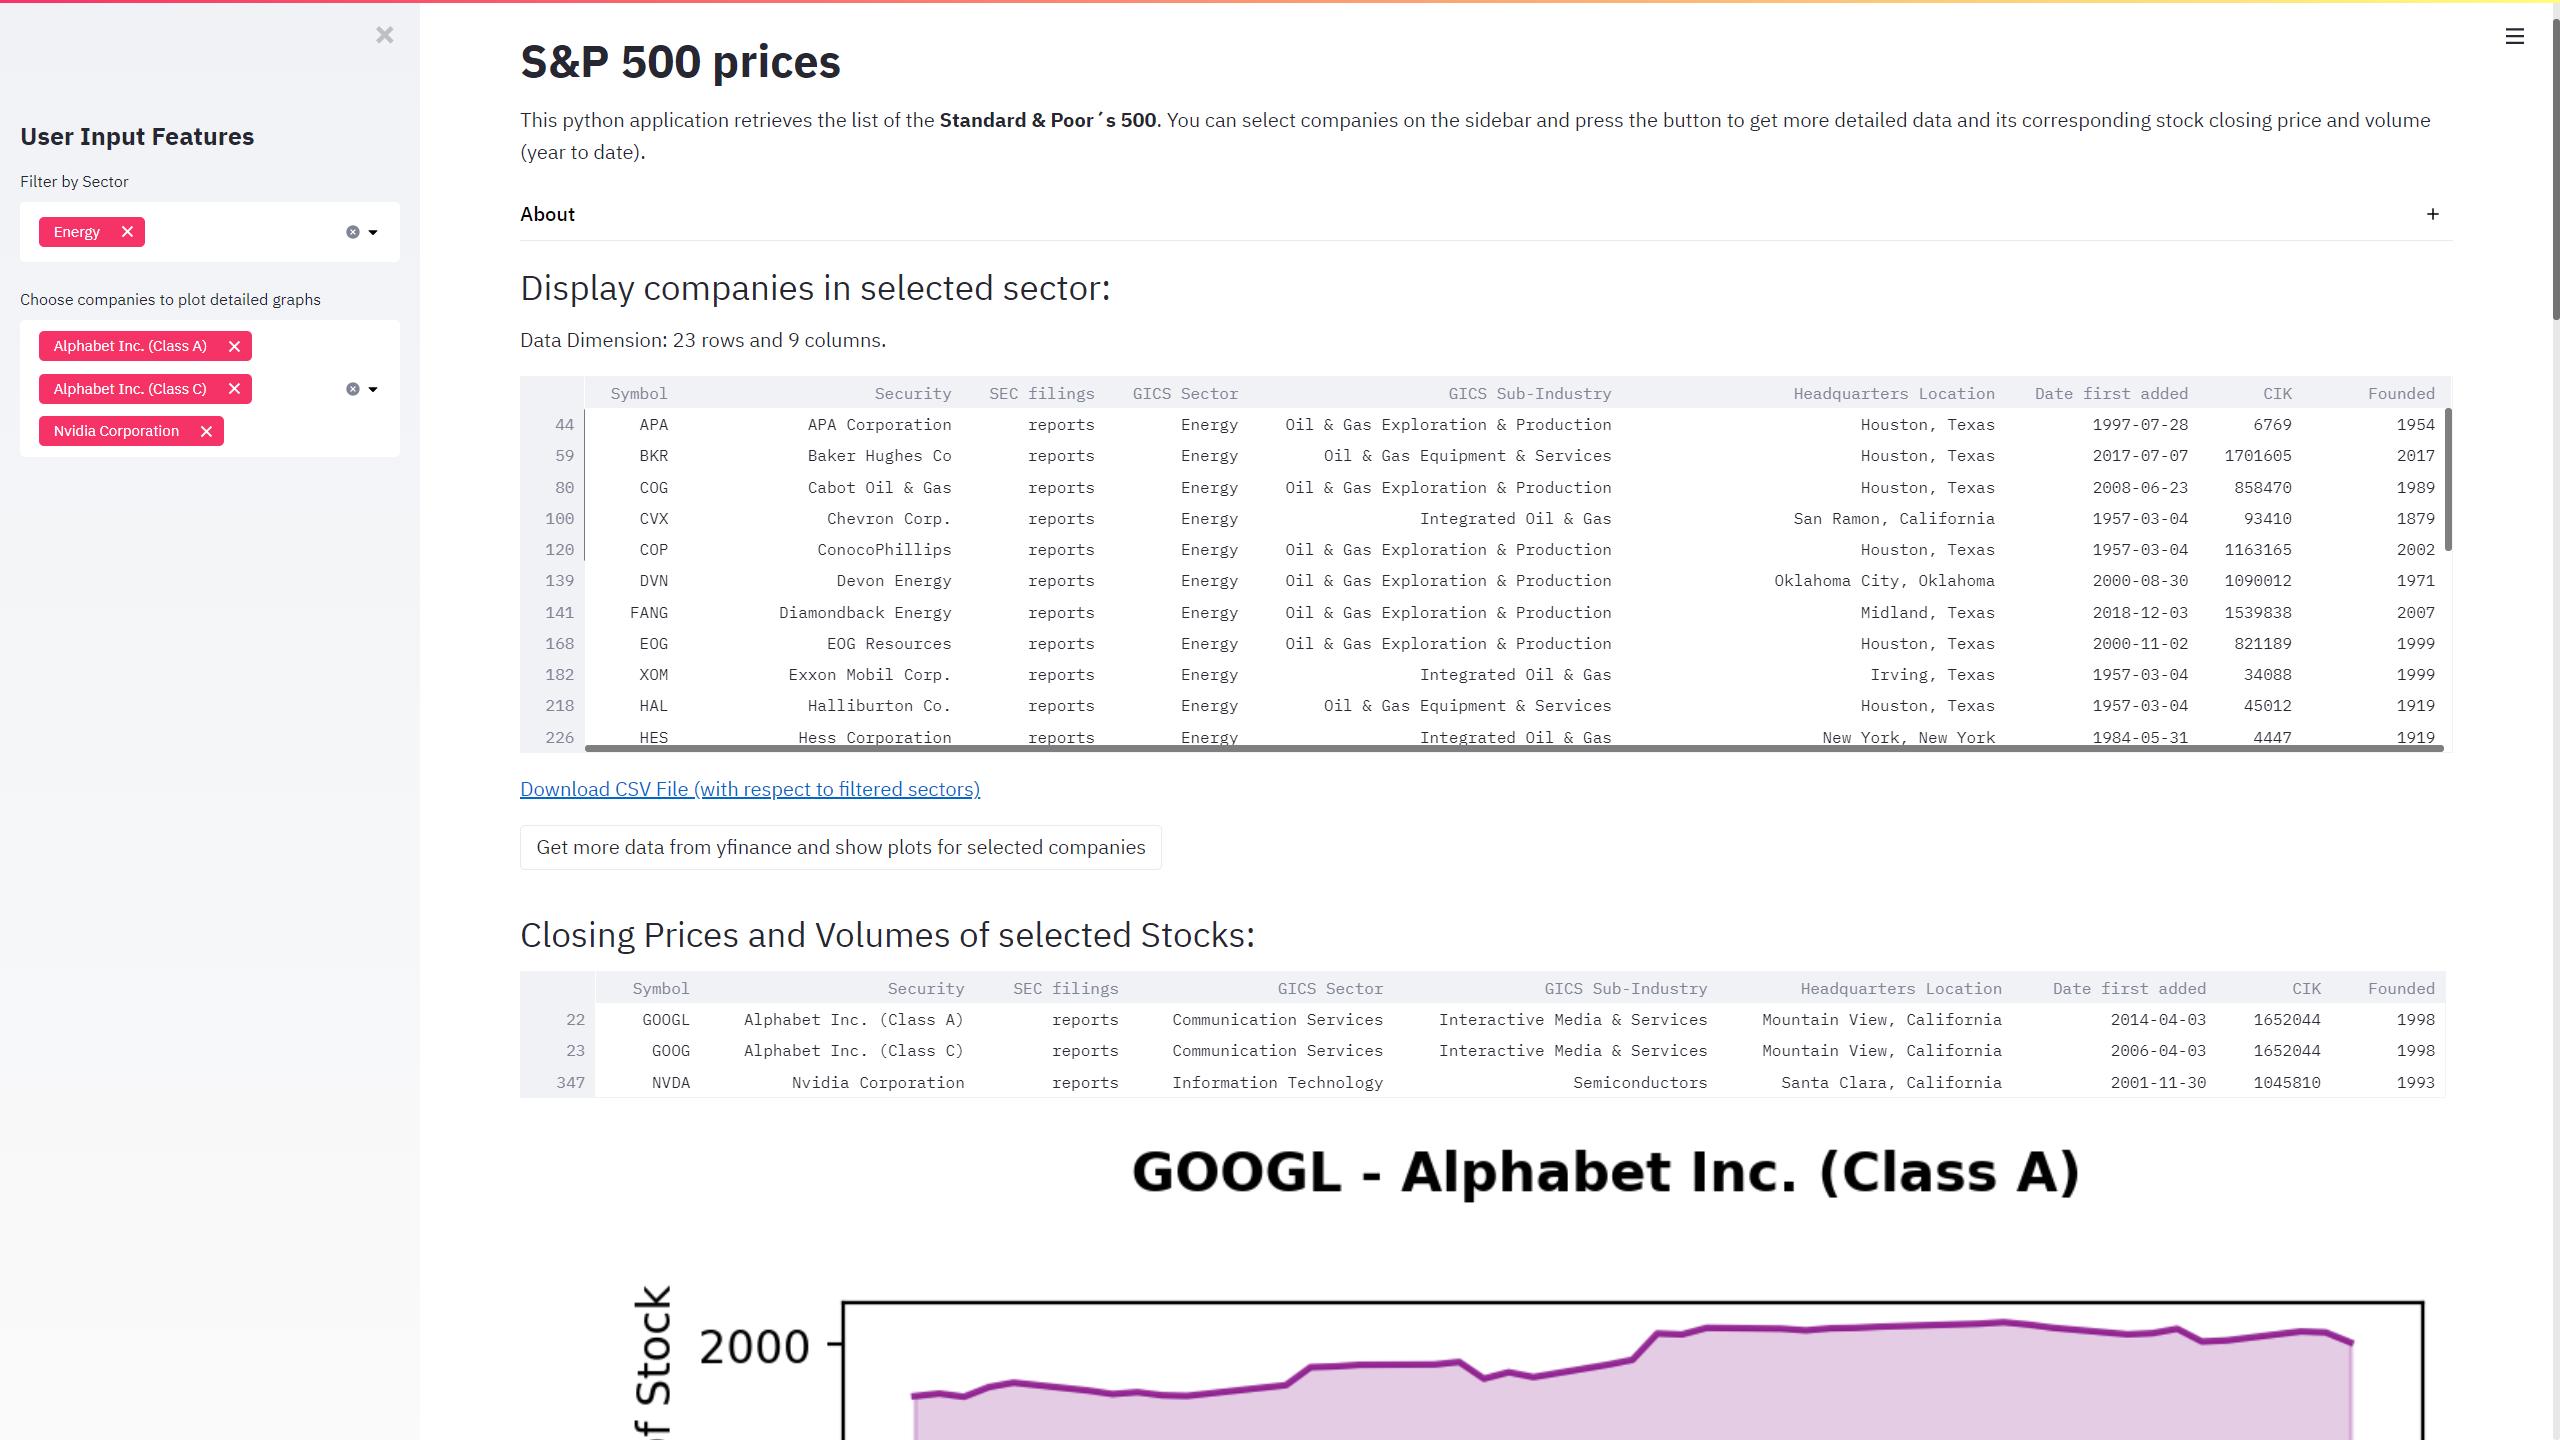 User Input Features
Filter by Sector
Energy
Choose companies to plot detailed graphs
Alphabet Inc. (Class A)
Alphabet Inc. (Class C)
Nvidia Corporation
S&P 500 prices
This python application retrieves the list of the Standard & Poor´s 500. You can select companies on the sidebar and press the button to get more detailed data and its corresponding stock closing price and volume
(year to date).
About
Display companies in selected sector:
Data Dimension: 23 rows and 9 columns.
Symbol Security SEC filings GICS Sector GICS Sub-Industry Headquarters Location Date first added CIK Founded
44 APA APA Corporation reports Energy Oil & Gas Exploration & Production Houston, Texas 1997-07-28 6769 1954
59 BKR Baker Hughes Co reports Energy Oil & Gas Equipment & Services Houston, Texas 2017-07-07 1701605 2017
80 COG Cabot Oil & Gas reports Energy Oil & Gas Exploration & Production Houston, Texas 2008-06-23 858470 1989
100 CVX Chevron Corp. reports Energy Integrated Oil & Gas San Ramon, California 1957-03-04 93410 1879
120 COP ConocoPhillips reports Energy Oil & Gas Exploration & Production Houston, Texas 1957-03-04 1163165 2002
139 DVN Devon Energy reports Energy Oil & Gas Exploration & Production Oklahoma City, Oklahoma 2000-08-30 1090012 1971
141 FANG Diamondback Energy reports Energy Oil & Gas Exploration & Production Midland, Texas 2018-12-03 1539838 2007
168 EOG EOG Resources reports Energy Oil & Gas Exploration & Production Houston, Texas 2000-11-02 821189 1999
182 XOM Exxon Mobil Corp. reports Energy Integrated Oil & Gas Irving, Texas 1957-03-04 34088 1999
218 HAL Halliburton Co. reports Energy Oil & Gas Equipment & Services Houston, Texas 1957-03-04 45012 1919
226 HES Hess Corporation reports Energy Integrated Oil & Gas New York, New York 1984-05-31 4447 1919
Download CSV File (with respect to filtered sectors)
Get more data from yfinance and show plots for selected companies
Closing Prices and Volumes of selected Stocks:
Symbol Security SEC filings GICS Sector GICS Sub-Industry Headquarters Location Date first added CIK Founded
22 GOOGL Alphabet Inc. (Class A) reports Communication Services Interactive Media & Services Mountain View, California 2014-04-03 1652044 1998
23 GOOG Alphabet Inc. (Class C) reports Communication Services Interactive Media & Services Mountain View, California 2006-04-03 1652044 1998
347 NVDA Nvidia Corporation reports Information Technology Semiconductors Santa Clara, California 2001-11-30 1045810 1993
GOOGL - Alphabet Inc. (Class A)
of Stock
2000